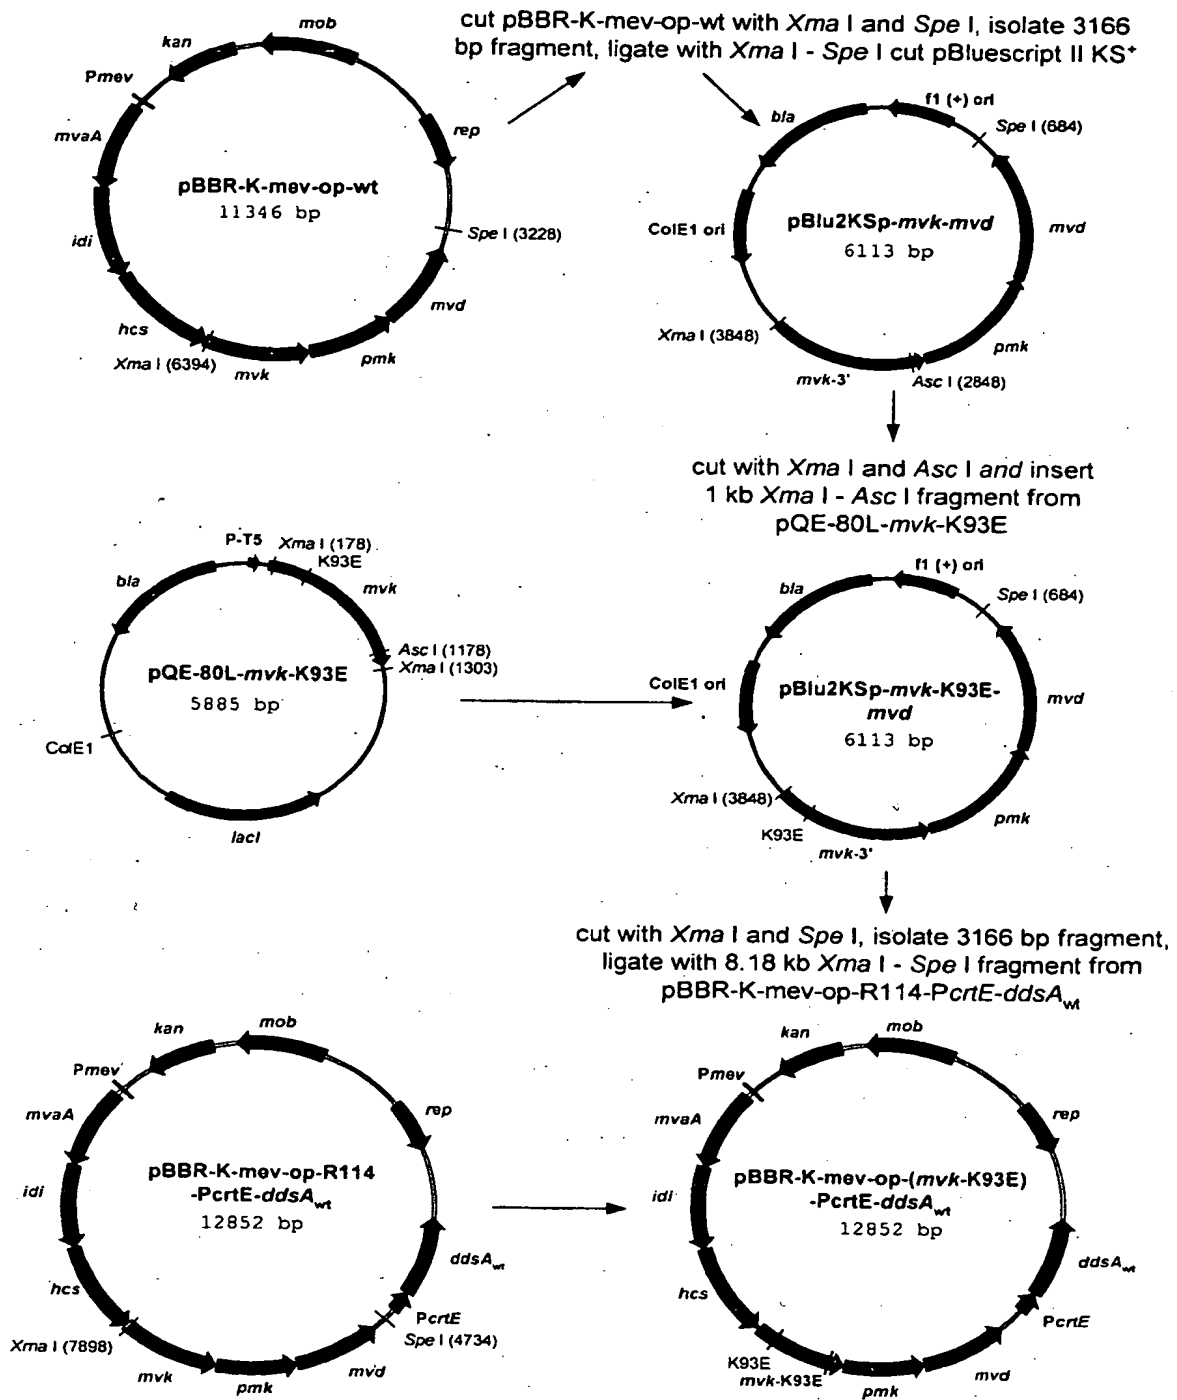 cut pBBR-K-mev-op-wt with Xma I and Spe I, isolate 3166
bp fragment, ligate with Xma I - Spe I cut pBluescript II KS+
kan
mob
Pmev
mvaA
rep
pBBR-K-mev-op-wt
11346 bp
idi
Spe I (3228)
hcs
mvd
Xma I (6394)
mvk
pmk
f1 (+) ori
bla
Spe I (684)
ColE1 ori
pBlu2KSp-mvk-mvd
6113 bp
mvd
Xma I (3848)
pmk
mvk-3'
Asc I (2848)
cut with Xma I and Asc I and insert
1 kb Xma I - Asc I fragment from
pQE-80L-mvk-K93E
P-T5
Xma I (178)
K93E
bla
mvk
Asc I (1178)
Xma I (1303)
pQE-80L-mvk-K93E
5885 bp
ColE1
lacI
f1 (+) ori
bla
Spe I (684)
ColE1 ori
pBlu2KSp-mvk-K93E-
mvd
6113 bp
mvd
Xma I (3848)
K93E
pmk
mvk-3'
cut with Xma I and Spe I, isolate 3166 bp fragment,
ligate with 8.18 kb Xma I - Spe I fragment from
pBBR-K-mev-op-R114-PcrtE-ddsAwt
kan
mob
Pmev
mvaA
rep
pBBR-K-mev-op-R114
-PcrtE-ddsAwt
12852 bp
idi
ddsAwt
hcs
PcrtE
Spe I (4734)
Xma I (7898)
mvk
pmk
mvd
kan
mob
Pmev
mvaA
rep
pBBR-K-mev-op-(mvk-K93E)
-PcrtE-ddsAwt
12852 bp
idi
ddsAwt
hcs
PcrtE
K93E
mvk-K93E
mvd
pmk